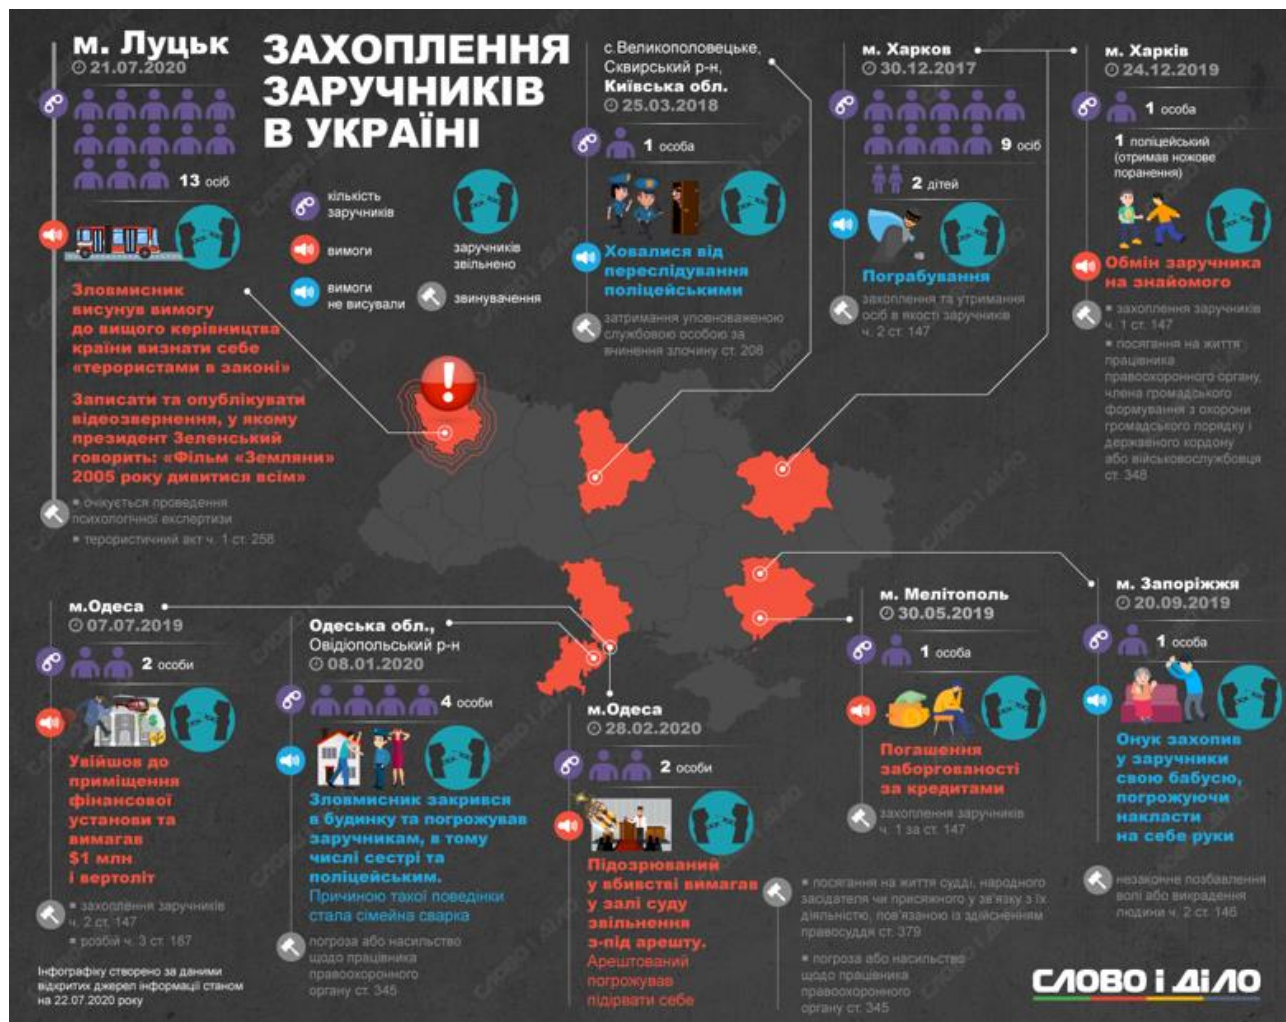 м. Луцьк
21.07.2020
13 осіб
Зловмисник
висунув вимогу
до вищого керівництва
країни визнати себе
«терористами в законі»
Записати та опублікувати
відеозвернення, у якому
президент Зеленський
говорить: «Фільм «Земляни»
2005 року дивитися всім»
очікується проведення
психологічної експертизи
терористичний акт ч. 1 ст. 258
ЗАХОПЛЕННЯ
ЗАРУЧНИКІВ
В УКРАЇНІ
кількість
заручників
вимоги
вимоги
не висували
заручників
звільнено
звинувачення
с.Великополовецьке,
Сквирський р-н,
Київська обл.
25.03.2018
1 особа
Ховалися від
переслідування
поліцейськими
затримання уповноваженою
службовою особою за
вчинення злочину ст. 208
м. Харков
30.12.2017
9 осіб
2 дітей
Пограбування
захоплення та утримання
осіб в якості заручників
ч. 2 ст. 147
м. Харків
24.12.2019
1 особа
1 поліцейський
(отримав ножове
поранення)
Обмін заручника
на знайомого
захоплення заручників
ч. 1 ст. 147
посягання на життя
працівника
правоохоронного органу,
члена громадського
формування з охорони
громадського порядку і
державного кордону
або військовослужбовця
ст. 348
м.Одеса
07.07.2019
2 особи
Увійшов до
приміщення
фінансової
установи та
вимагав
$1 млн
і вертоліт
захоплення заручників
ч. 2 ст. 147
розбій ч. 3 ст. 187
Одеська обл.,
Овідіопольський р-н
08.01.2020
4 особи
Зловмисник закрився
в будинку та погрожував
заручникам, в тому
числі сестрі та
поліцейським.
Причиною такої поведінки
стала сімейна сварка
погроза або насильство
щодо працівника
правоохоронного
органу ст. 345
м.Одеса
28.02.2020
2 особи
Підозрюваний
у вбивстві вимагав
у залі суду
звільнення
з-під арешту.
Арештований
погрожував
підірвати себе
посягання на життя судді, народного
засідателя чи присяжного у зв'язку з їх
діяльністю, пов'язаною із здійсненням
правосуддя ст. 379
погроза або насильство
щодо працівника
правоохоронного
органу ст. 345
м. Мелітополь
30.05.2019
1 особа
Погашення
заборгованості
за кредитами
захоплення заручників
ч. 1 за ст. 147
м. Запоріжжя
20.09.2019
1 особа
Онук захопив
у заручники
свою бабусю,
погрожуючи
накласти
на себе руки
незаконне позбавлення
волі або викрадення
людини ч. 2 ст. 146
Інфографіку створено за даними
відкритих джерел інформації станом
на 22.07.2020 року
СЛОВО і ДіЛО